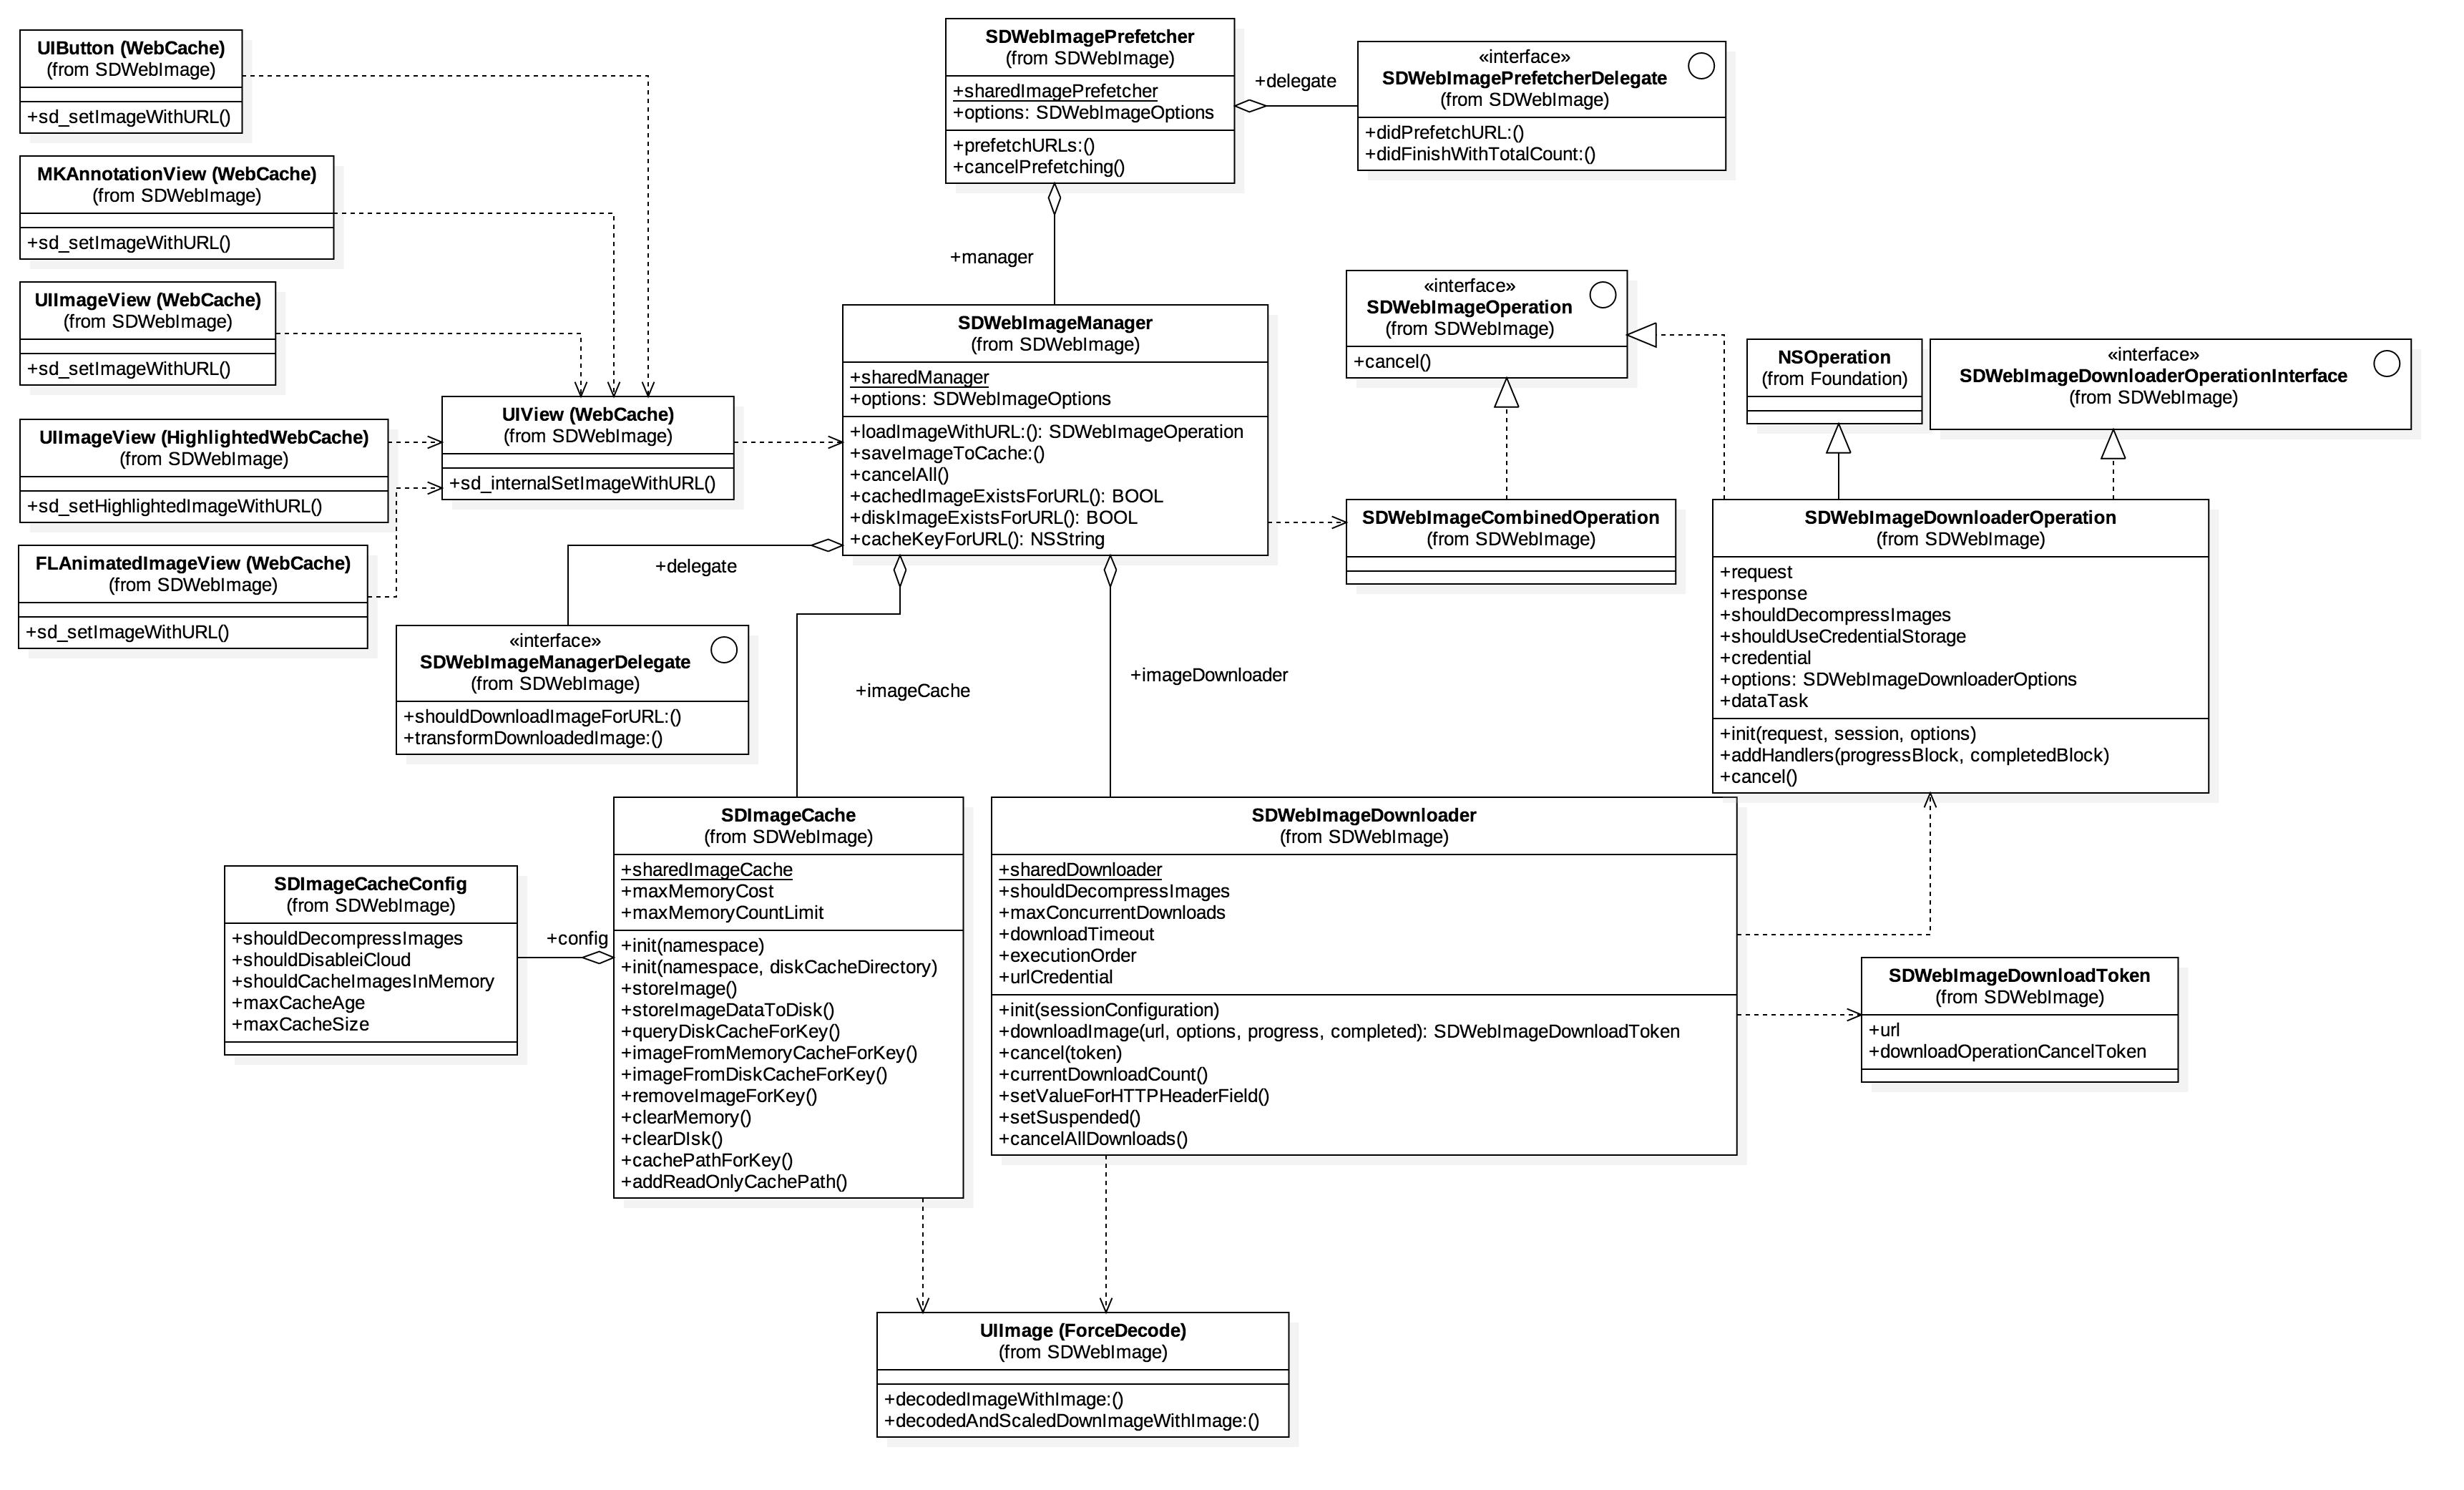 UIButton (WebCache)
(from SDWebImage)
+sd_setImageWithURL()
MKAnnotationView (WebCache)
(from SDWebImage)
+sd_setImageWithURL()
UIImageView (WebCache)
(from SDWebImage)
+sd_setImageWithURL()
UIImageView (HighlightedWebCache)
(from SDWebImage)
+sd_setHighlightedImageWithURL()
FLAnimatedImageView (WebCache)
(from SDWebImage)
+sd_setImageWithURL()
UIView (WebCache)
(from SDWebImage)
+sd_internalSetImageWithURL()
SDWebImagePrefetcher
(from SDWebImage)
+sharedImagePrefetcher
+options: SDWebImageOptions
+prefetchURLs:()
+cancelPrefetching()
+delegate
«interface»
SDWebImagePrefetcherDelegate
(from SDWebImage)
+didPrefetchURL:()
+didFinishWithTotalCount:()
+manager
SDWebImageManager
(from SDWebImage)
+sharedManager
+options: SDWebImageOptions
+loadImageWithURL:(): SDWebImageOperation
+saveImageToCache:()
+cancelAll()
+cachedImageExistsForURL(): BOOL
+diskImageExistsForURL(): BOOL
+cacheKeyForURL(): NSString
«interface»
SDWebImageOperation
(from SDWebImage)
+cancel()
NSOperation
(from Foundation)
«interface»
SDWebImageDownloaderOperationInterface
(from SDWebImage)
SDWebImageCombinedOperation
(from SDWebImage)
SDWebImageDownloaderOperation
(from SDWebImage)
+request
+response
+shouldDecompressImages
+shouldUseCredentialStorage
+credential
+options: SDWebImageDownloaderOptions
+dataTask
+init(request, session, options)
+addHandlers(progressBlock, completedBlock)
+cancel()
+delegate
«interface»
SDWebImageManagerDelegate
(from SDWebImage)
+shouldDownloadImageForURL:()
+transformDownloadedImage:()
+imageCache
+imageDownloader
SDImageCache
(from SDWebImage)
+sharedImageCache
+maxMemoryCost
+maxMemoryCountLimit
+init(namespace)
+init(namespace, diskCacheDirectory)
+storeImage()
+storeImageDataToDisk()
+queryDiskCacheForKey()
+imageFromMemoryCacheForKey()
+imageFromDiskCacheForKey()
+removeImageForKey()
+clearMemory()
+clearDIsk()
+cachePathForKey()
+addReadOnlyCachePath()
+config
SDImageCacheConfig
(from SDWebImage)
+shouldDecompressImages
+shouldDisableiCloud
+shouldCacheImagesInMemory
+maxCacheAge
+maxCacheSize
SDWebImageDownloader
(from SDWebImage)
+sharedDownloader
+shouldDecompressImages
+maxConcurrentDownloads
+downloadTimeout
+executionOrder
+urlCredential
+init(sessionConfiguration)
+downloadImage(url, options, progress, completed): SDWebImageDownloadToken
+cancel(token)
+currentDownloadCount()
+setValueForHTTPHeaderField()
+setSuspended()
+cancelAllDownloads()
SDWebImageDownloadToken
(from SDWebImage)
+url
+downloadOperationCancelToken
UIImage (ForceDecode)
(from SDWebImage)
+decodedImageWithImage:()
+decodedAndScaledDownImageWithImage:()